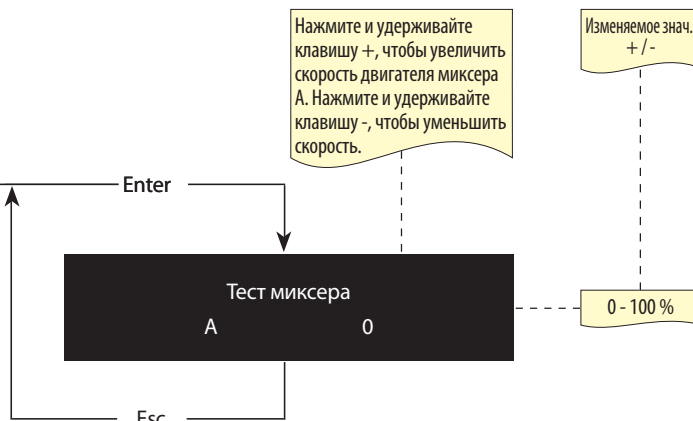 Нажмите и удерживайте
клавишу +, чтобы увеличить
скорость двигателя миксера
А. Нажмите и удерживайте
клавишу -, чтобы уменьшить
скорость.
Изменяемое знач.
+ / -
Enter
Тест миксера
A 0
0 - 100 %
Esc